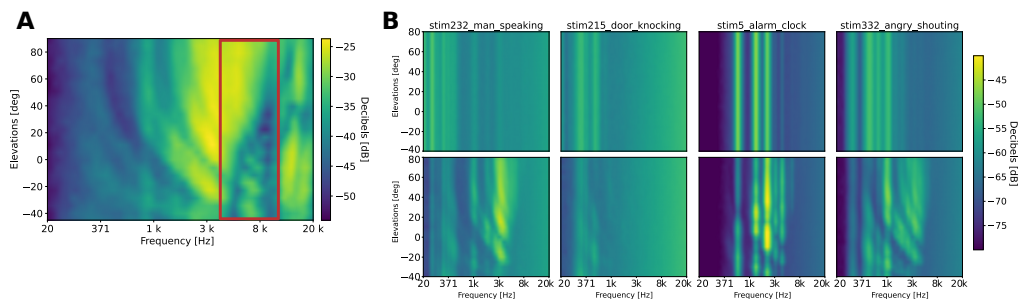 A
B
stim232_man_speaking
stim215_door_knocking
stim5_alarm_clock
stim332_angry_shouting
Elevations [deg]
80
60
40
20
0
−20
−40
20
371
1 k
3 k
8 k
20 k
Frequency [Hz]
−25
−30
−35
−40
−45
−50
Decibels [dB]
Elevations [deg]
80
60
40
20
0
−20
−40
Elevations [deg]
80
60
40
20
0
−20
−40
20 371 1k 3k 8k 20k
20 371 1k 3k 8k 20k
20 371 1k 3k 8k 20k
20 371 1k 3k 8k 20k
Frequency [Hz]
Frequency [Hz]
Frequency [Hz]
Frequency [Hz]
−45
−50
−55
−60
−65
−70
−75
Decibels [dB]